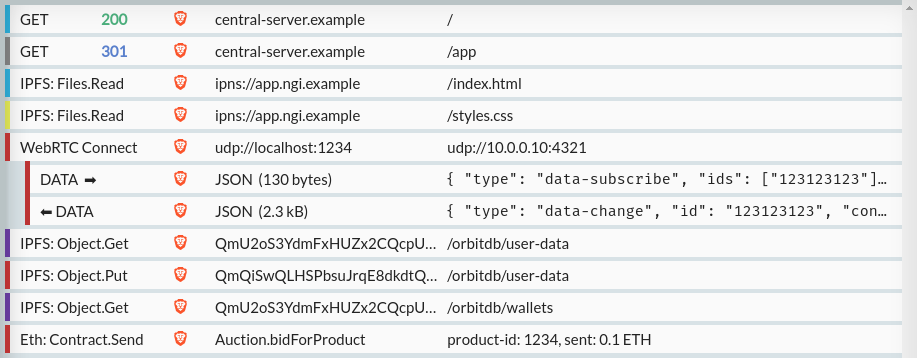 GET 200 central-server.example /
GET 301 central-server.example /app
IPFS: Files.Read ipns://app.ngi.example /index.html
IPFS: Files.Read ipns://app.ngi.example /styles.css
WebRTC Connect udp://localhost:1234 udp://10.0.0.10:4321
DATA ➡ JSON (130 bytes) { "type": "data-subscribe", "ids": ["123123123"]…
⬅ DATA JSON (2.3 kB) { "type": "data-change", "id": "123123123", "con…
IPFS: Object.Get QmU2oS3YdmFxHUZx2CQcpU… /orbitdb/user-data
IPFS: Object.Put QmQiSwQLHSPbsuJrqE8dkdtQ… /orbitdb/user-data
IPFS: Object.Get QmU2oS3YdmFxHUZx2CQcpU… /orbitdb/wallets
Eth: Contract.Send Auction.bidForProduct product-id: 1234, sent: 0.1 ETH